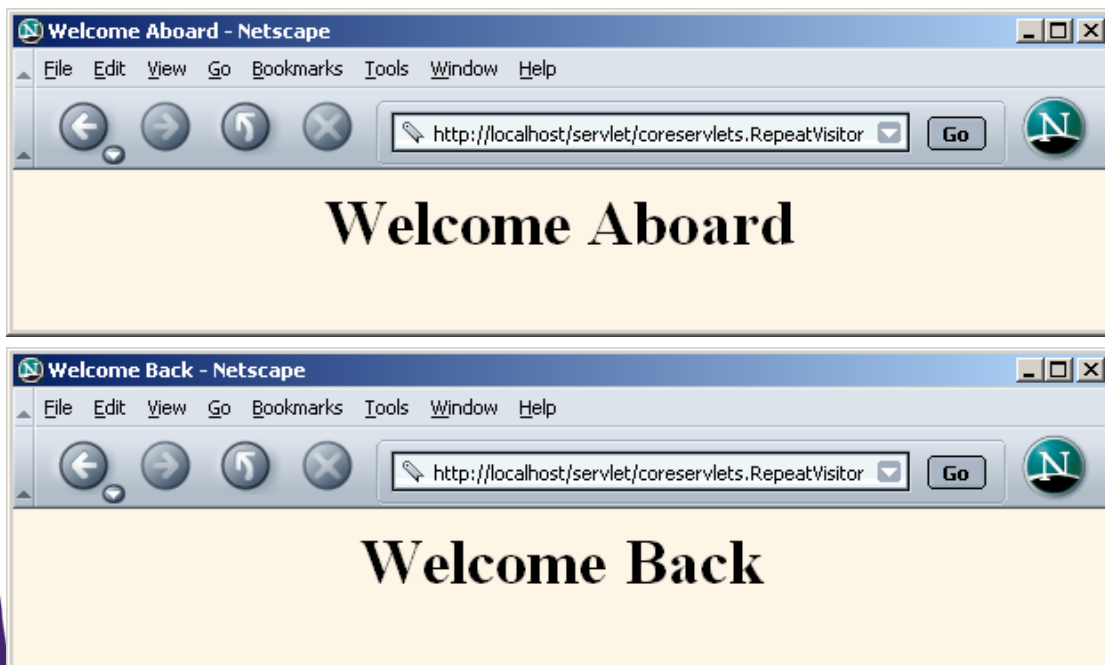 Welcome Aboard - Netscape
File Edit View Go Bookmarks Tools Window Help
http://localhost/servlet/coreservlets.RepeatVisitor Go N
Welcome Aboard
Welcome Back - Netscape
File Edit View Go Bookmarks Tools Window Help
http://localhost/servlet/coreservlets.RepeatVisitor Go N
Welcome Back